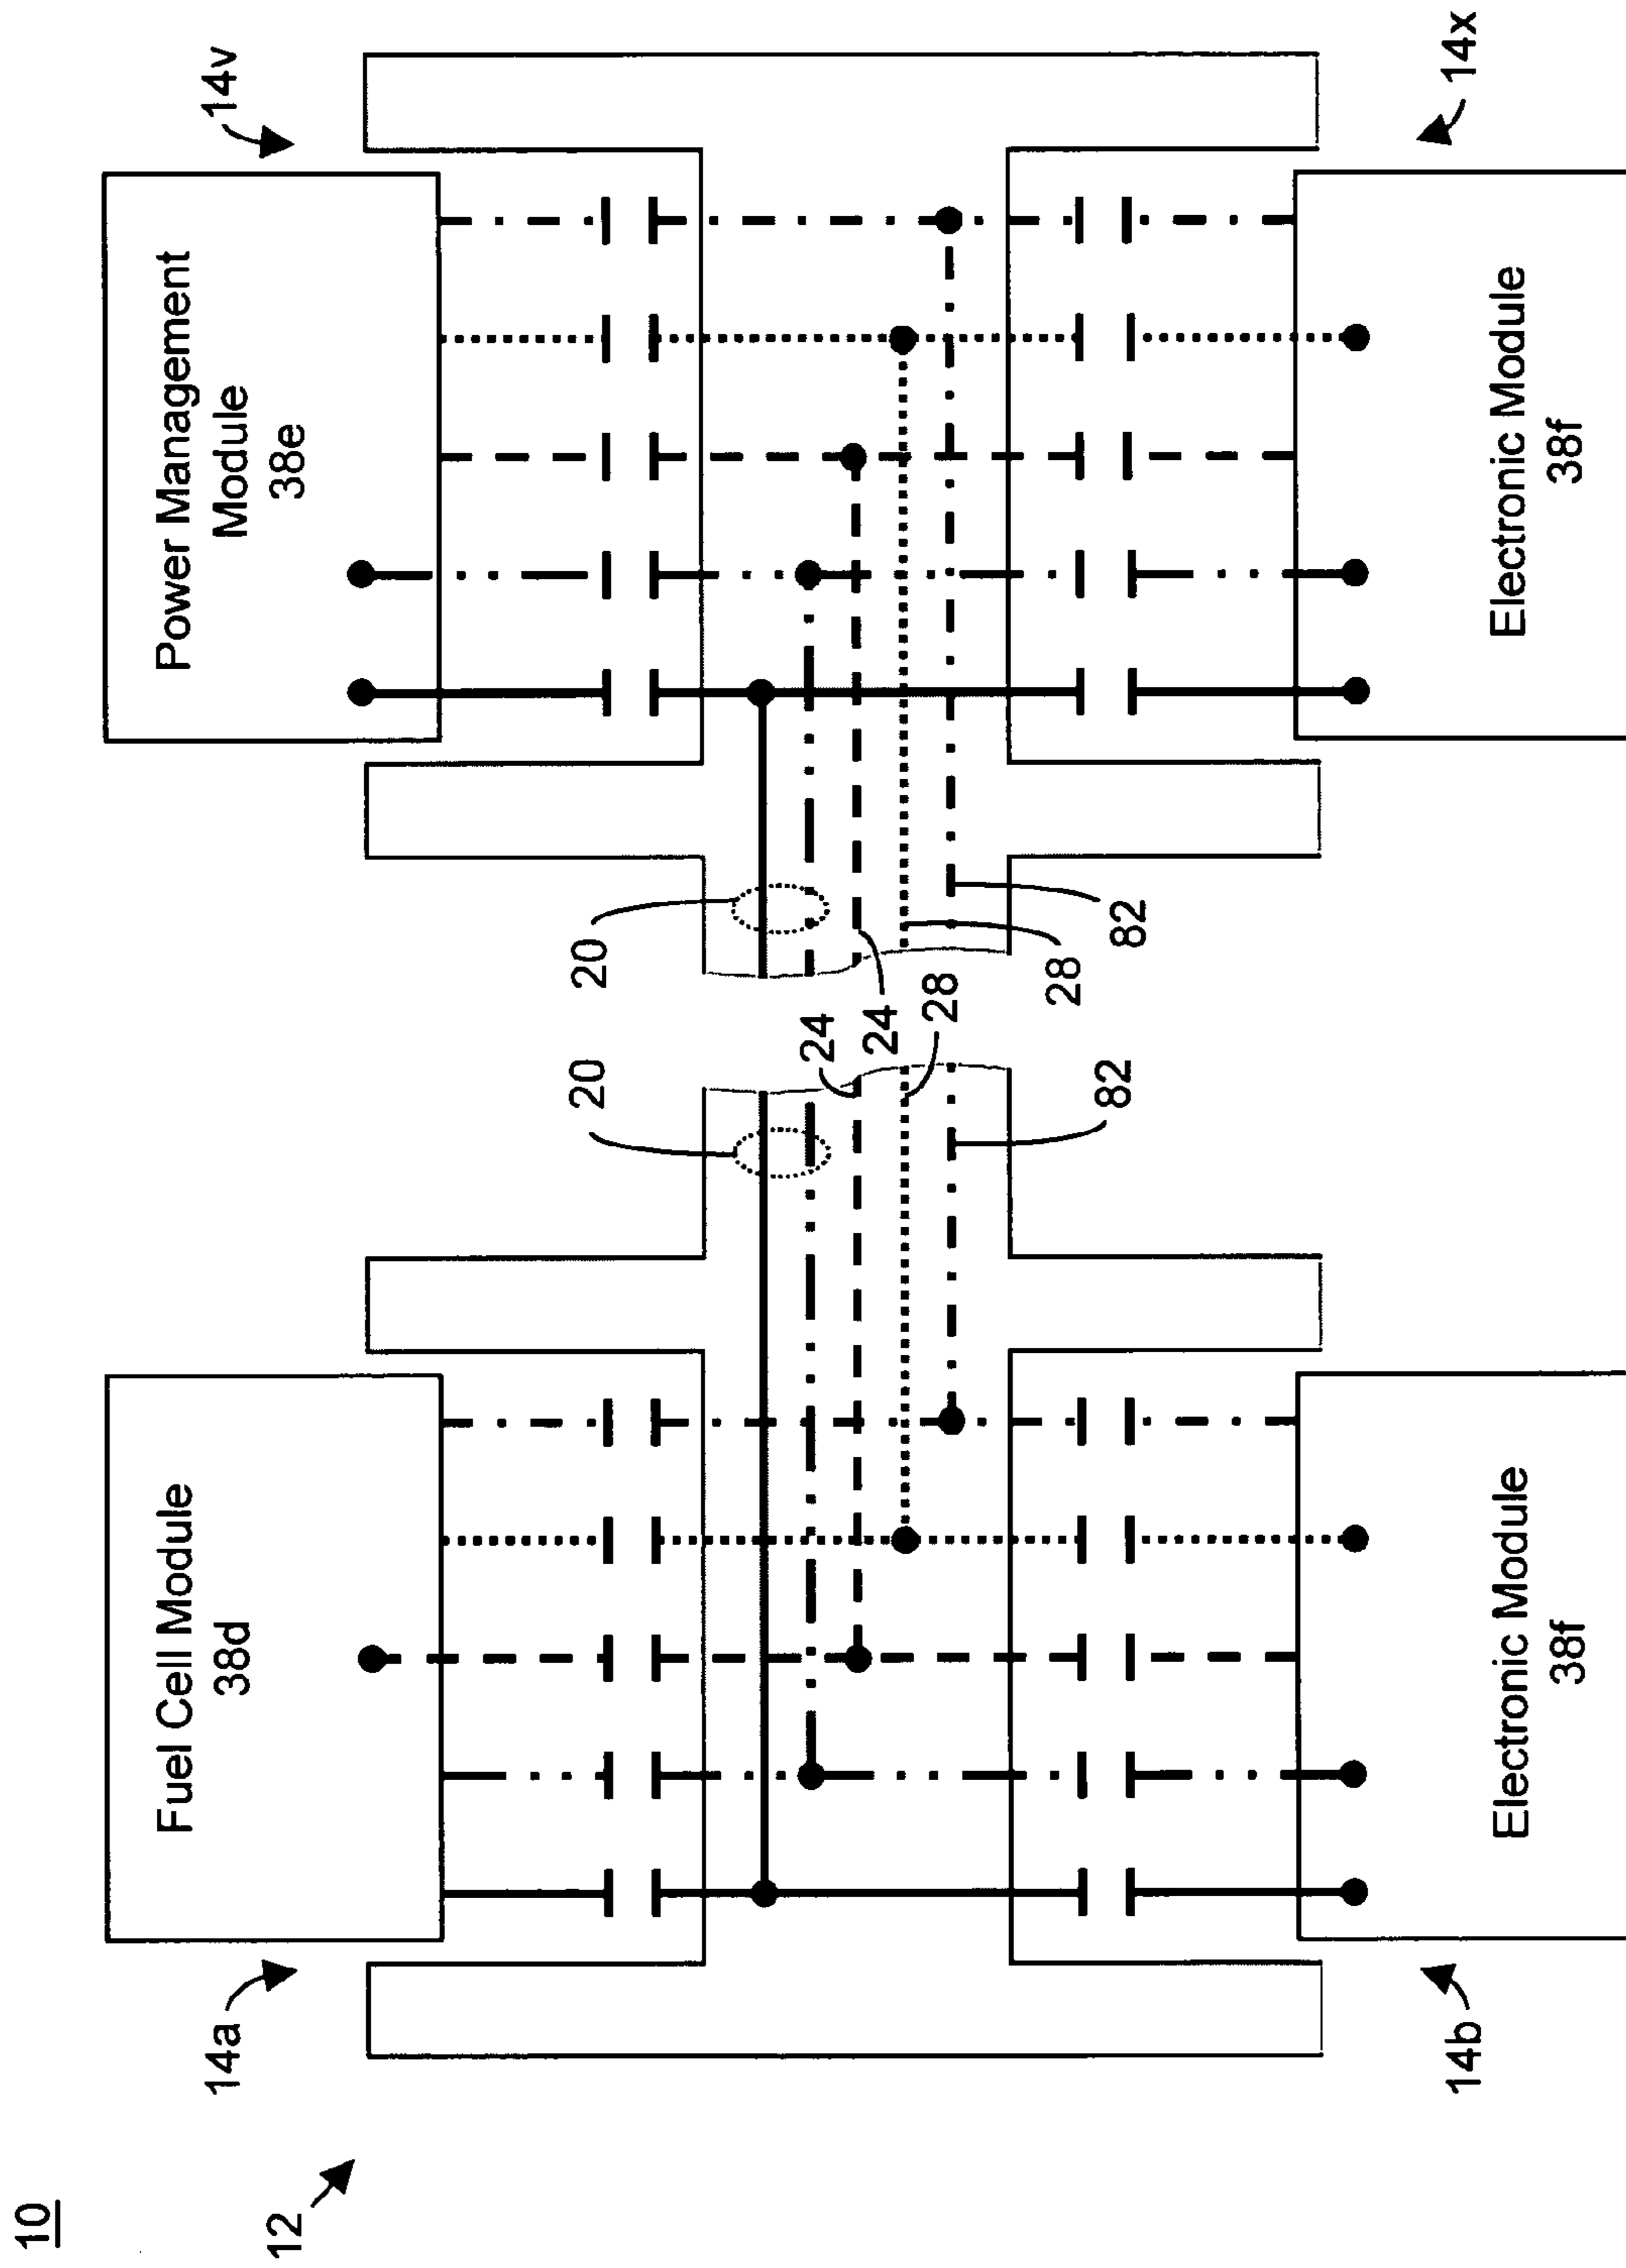 10
12
14a
Fuel Cell Module
38d
14v
Power Management
Module
38e
20
20
24
24
28
28
82
82
14b
Electronic Module
38f
14x
Electronic Module
38f